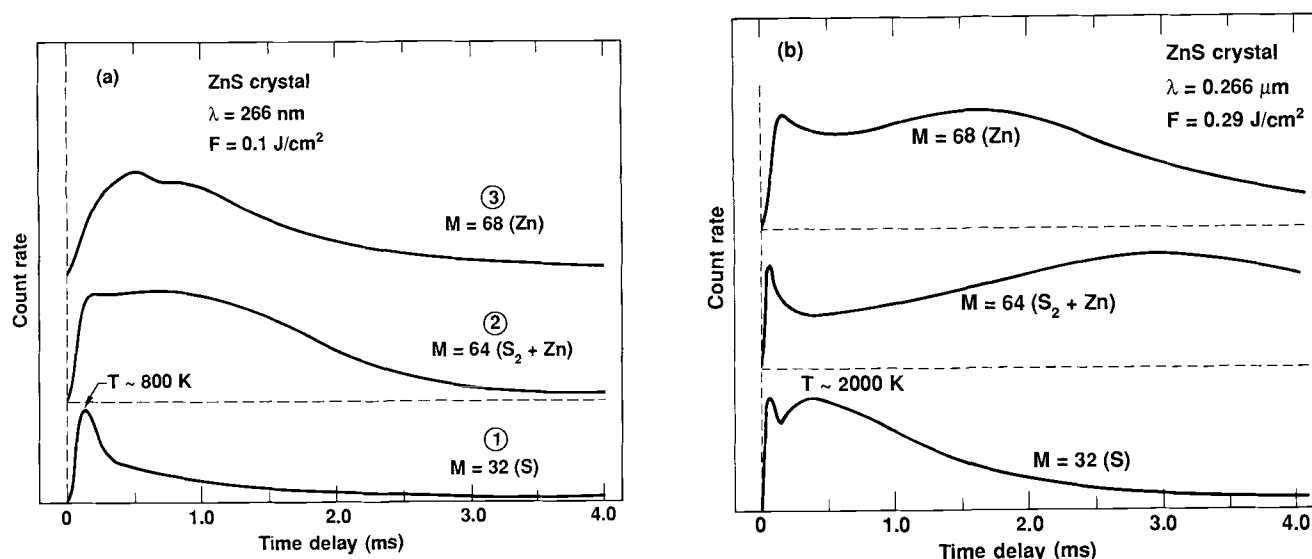 (a)
ZnS crystal
λ = 266 nm
F = 0.1 J/cm²
③
M = 68 (Zn)
②
M = 64 (S₂ + Zn)
T ~ 800 K
①
M = 32 (S)
Count rate
0 1.0 2.0 3.0 4.0
Time delay (ms)
(b)
ZnS crystal
λ = 0.266 μm
F = 0.29 J/cm²
M = 68 (Zn)
M = 64 (S₂ + Zn)
T ~ 2000 K
M = 32 (S)
Count rate
0 1.0 2.0 3.0 4.0
Time delay (ms)